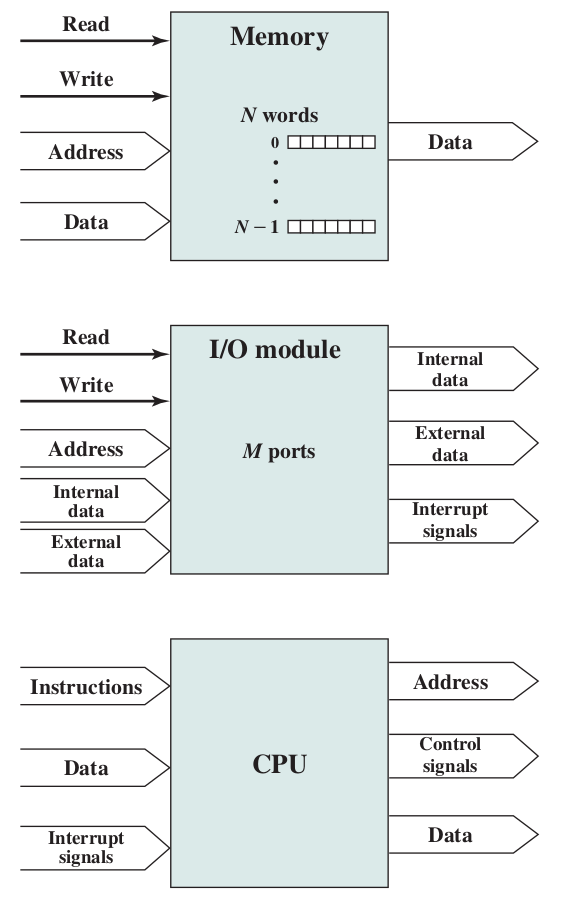 Read
Memory
Write
N words
0
Address
Data
Data
N – 1
Read
I/O module
Internal
data
Write
External
data
Address
M ports
Internal
data
Interrupt
signals
External
data
Instructions
Address
Control
signals
Data
CPU
Data
Interrupt
signals